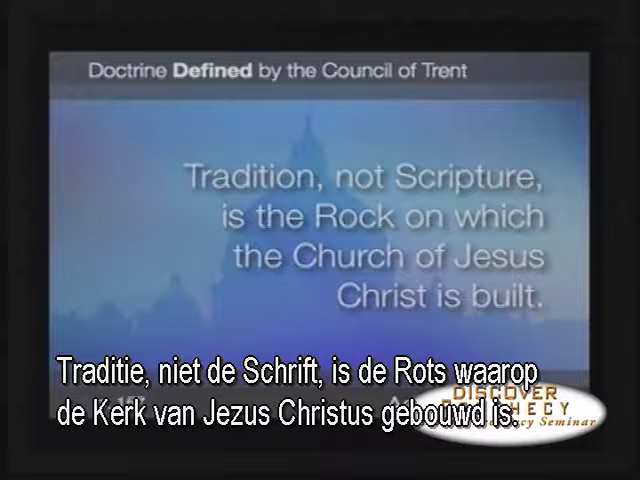 Doctrine Defined by the Council of Trent
Tradition, not Scripture,
is the Rock on which
the Church of Jesus
Christ is built.
Traditie, niet de Schrift, is de Rots waarop
de Kerk van Jezus Christus gebouwd is.
DISCOVER
Seminar